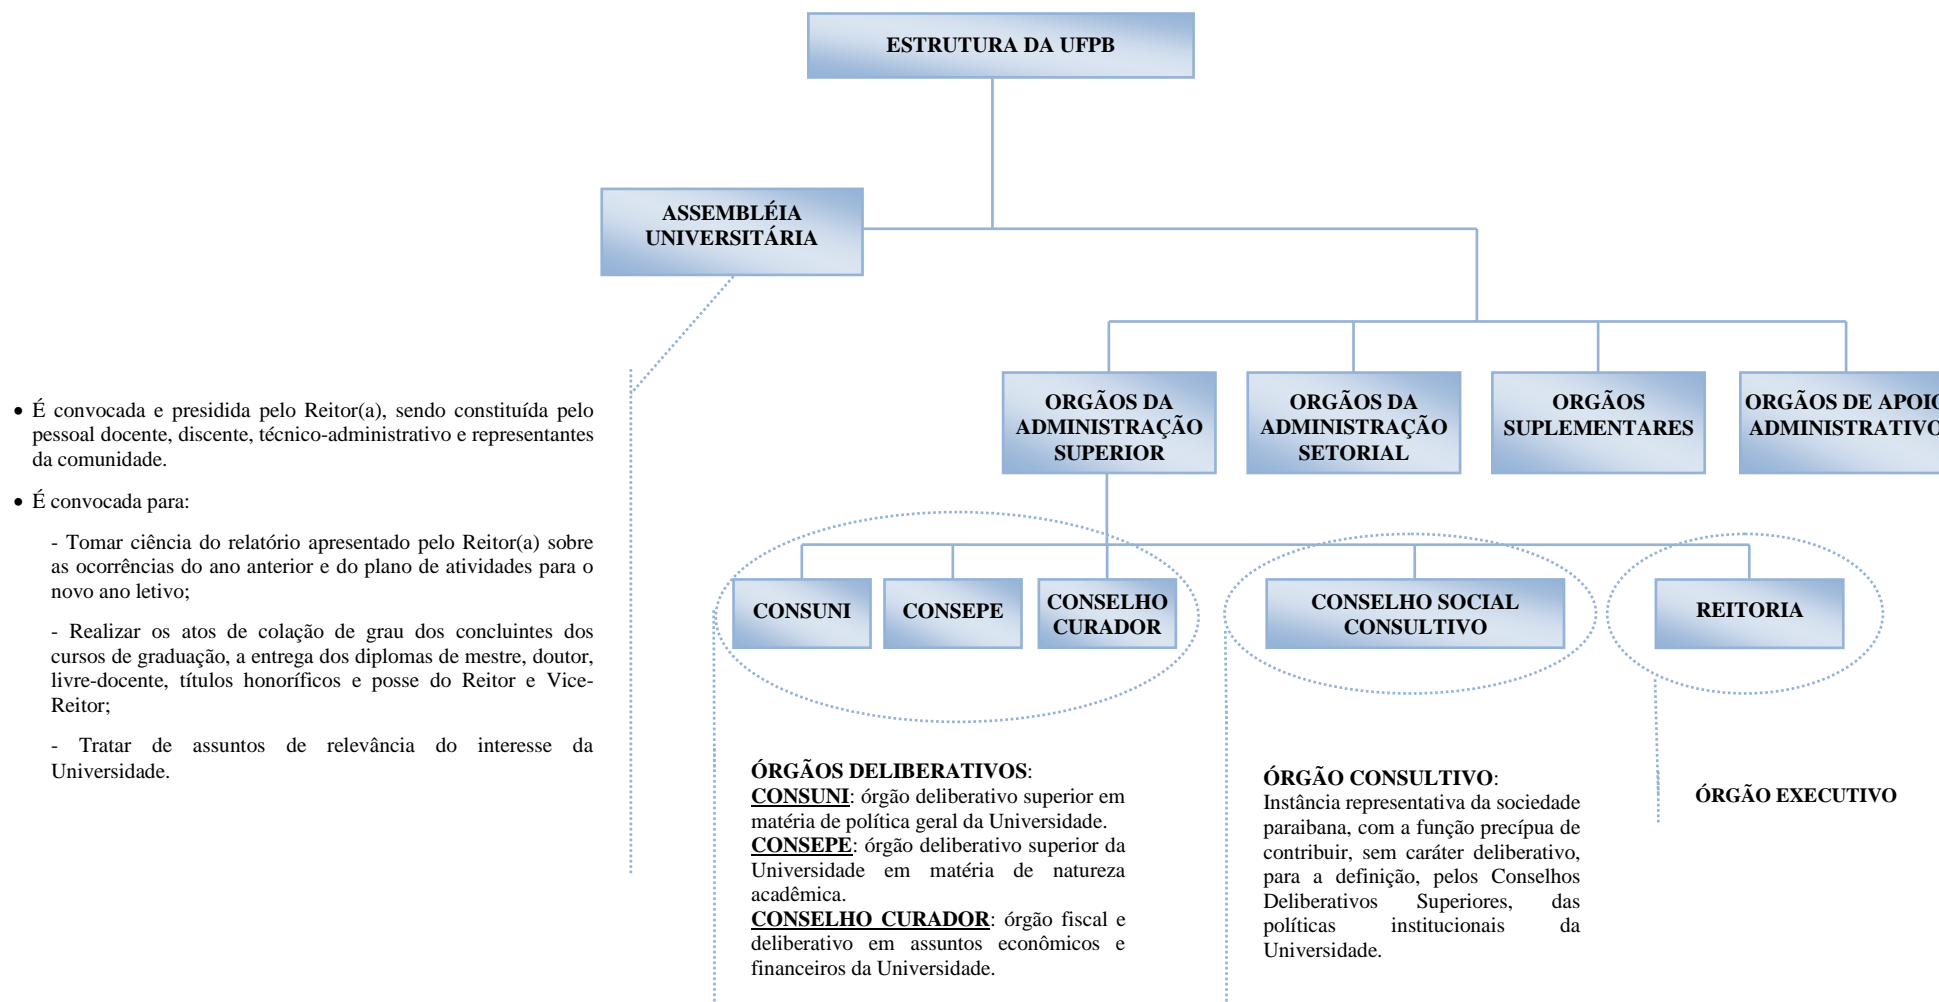 ESTRUTURA DA UFPB
ASSEMBLÉIA
UNIVERSITÁRIA
ORGÃOS DA
ADMINISTRAÇÃO
SUPERIOR
ORGÃOS DA
ADMINISTRAÇÃO
SETORIAL
ORGÃOS
SUPLEMENTARES
ORGÃOS DE APOIO
ADMINISTRATIVO
• É convocada e presidida pelo Reitor(a), sendo constituída pelo
pessoal docente, discente, técnico-administrativo e representantes
da comunidade.
• É convocada para:
- Tomar ciência do relatório apresentado pelo Reitor(a) sobre
as ocorrências do ano anterior e do plano de atividades para o
novo ano letivo;
- Realizar os atos de colação de grau dos concluintes dos
cursos de graduação, a entrega dos diplomas de mestre, doutor,
livre-docente, títulos honoríficos e posse do Reitor e Vice-
Reitor;
- Tratar de assuntos de relevância do interesse da
Universidade.
CONSUNI
CONSEPE
CONSELHO
CURADOR
CONSELHO SOCIAL
CONSULTIVO
REITORIA
ÓRGÃOS DELIBERATIVOS:
CONSUNI: órgão deliberativo superior em
matéria de política geral da Universidade.
CONSEPE: órgão deliberativo superior da
Universidade em matéria de natureza
acadêmica.
CONSELHO CURADOR: órgão fiscal e
deliberativo em assuntos econômicos e
financeiros da Universidade.
ÓRGÃO CONSULTIVO:
Instância representativa da sociedade
paraibana, com a função precípua de
contribuir, sem caráter deliberativo,
para a definição, pelos Conselhos
Deliberativos Superiores, das
políticas institucionais da
Universidade.
ÓRGÃO EXECUTIVO